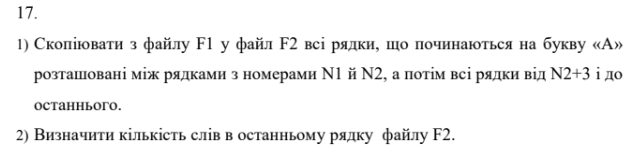 17.
1) Скопіювати з файлу F1 у файл F2 всі рядки, що починаються на букву «А»
розташовані між рядками з номерами N1 й N2, а потім всі рядки від N2+3 і до
останнього.
2) Визначити кількість слів в останньому рядку файлу F2.